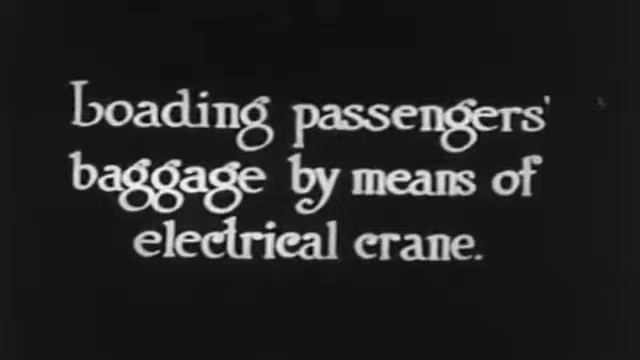 Loading passengers'
baggage by means of
electrical crane.